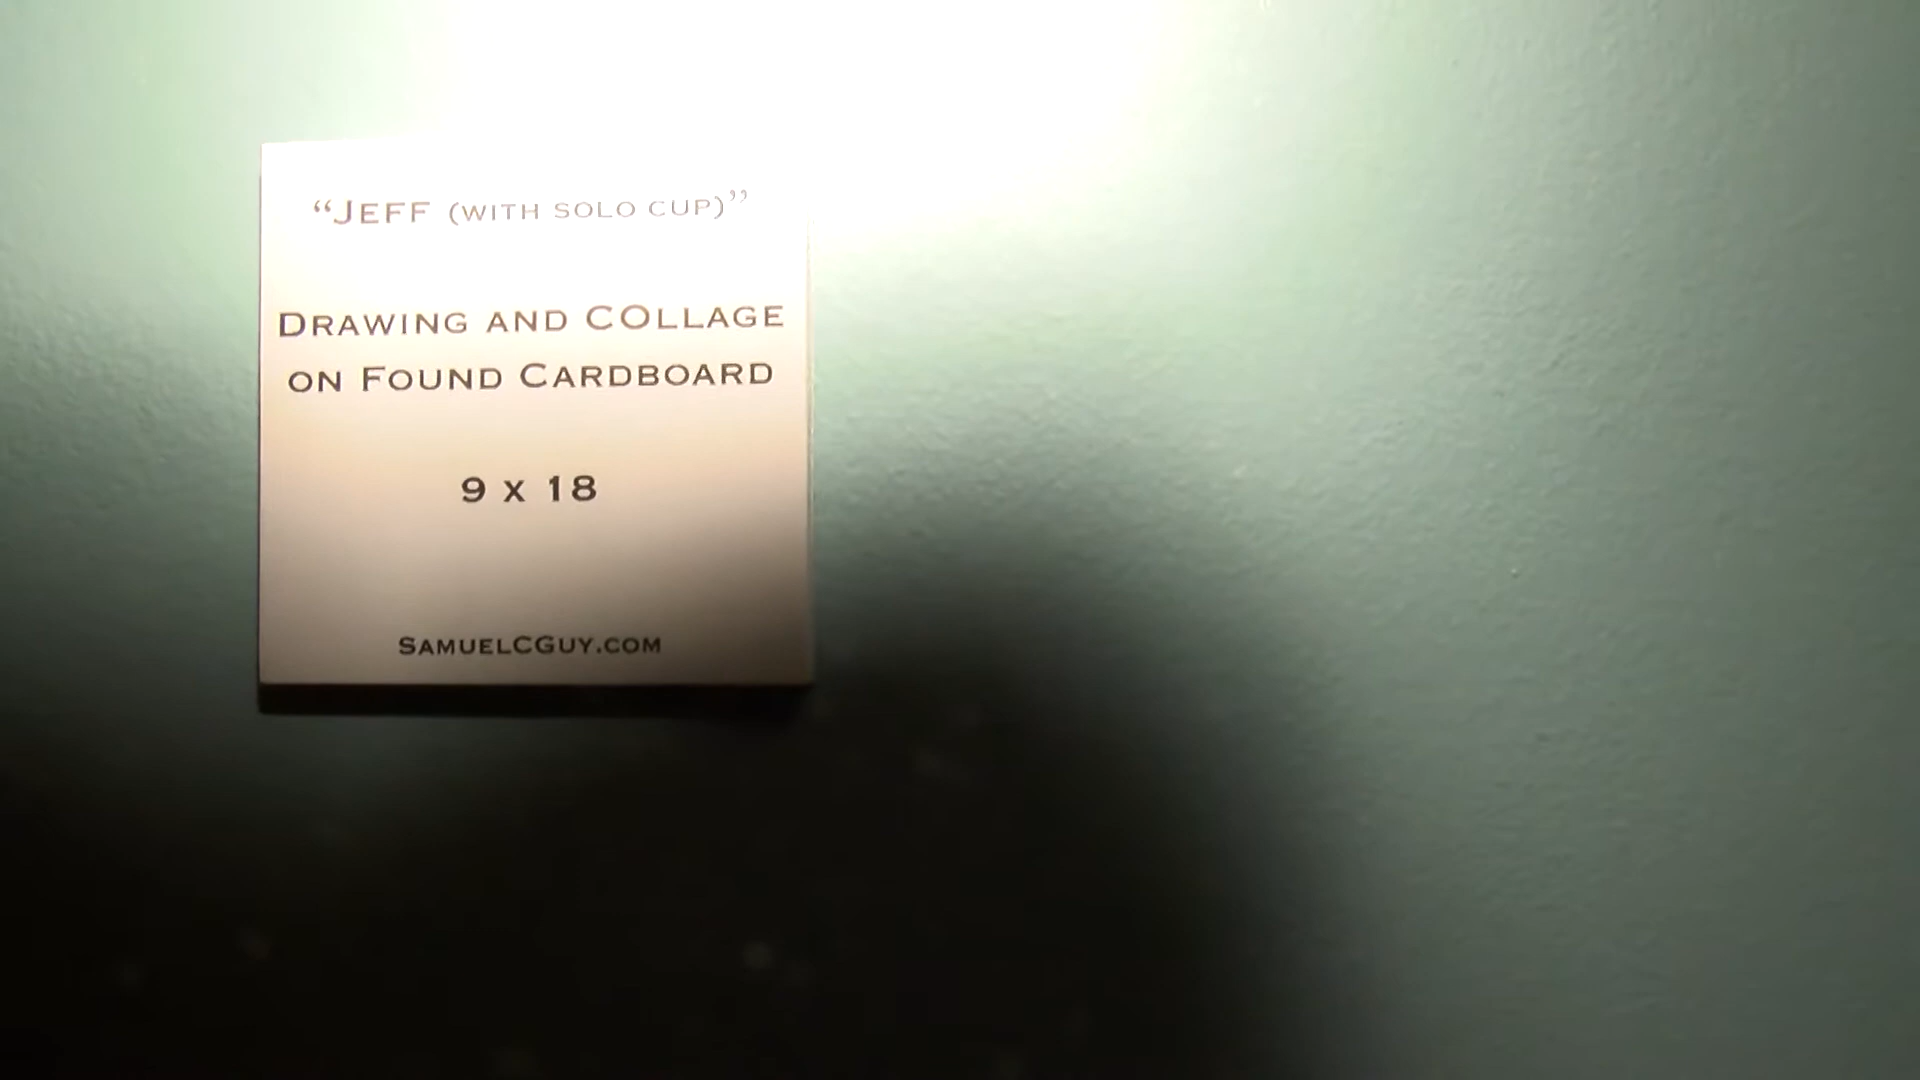 “Jeff (with solo cup)”
Drawing and COllage
on Found Cardboard
9 x 18
SamuelCGuy.com